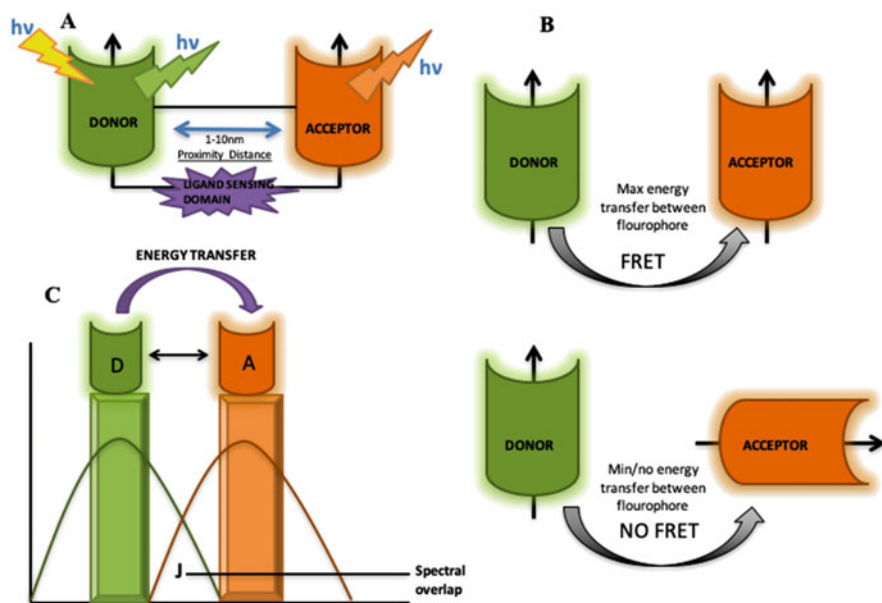 A
hν
hν
hν
DONOR
ACCEPTOR
1-10nm
Proximity Distance
LIGAND SENSING
DOMAIN
B
DONOR
ACCEPTOR
Max energy
transfer between
flourophore
FRET
DONOR
ACCEPTOR
Min/no energy
transfer between
flourophore
NO FRET
C
ENERGY TRANSFER
D
A
J
Spectral
overlap